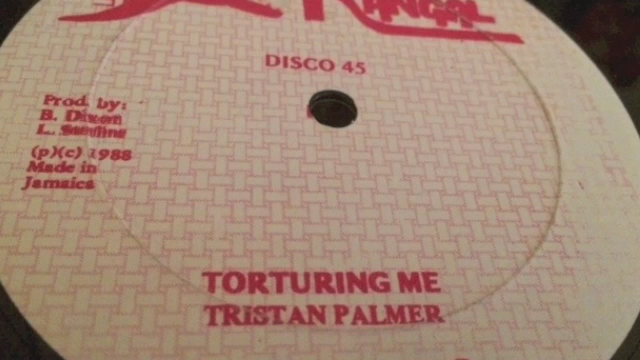 DISCO 45
Prod. by:
B. Dixon
L.
(p)(c) 1988
Made in
Jamaica
TORTURING ME
TRISTAN PALMER